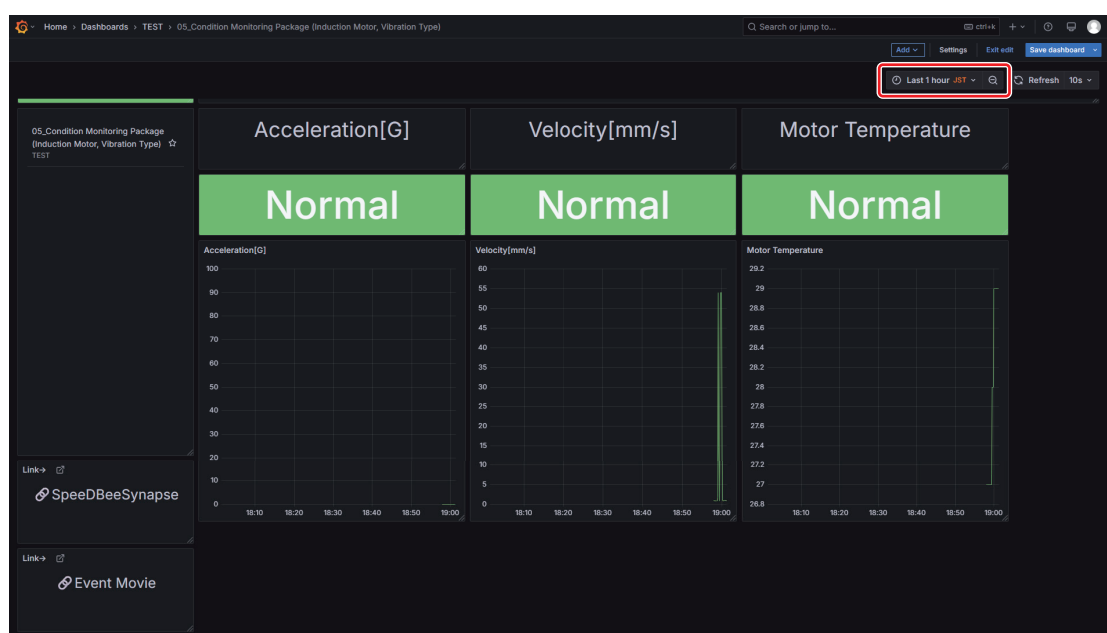 Home › Dashboards › TEST › 05_Condition Monitoring Package (Induction Motor, Vibration Type)
Search or jump to...
ctrl+k
Add
Settings
Exit edit
Save dashboard
Last 1 hour JST
Refresh 10s
05_Condition Monitoring Package
(Induction Motor, Vibration Type)
TEST
Acceleration[G]
Velocity[mm/s]
Motor Temperature
Normal
Normal
Normal
Acceleration[G]
100
90
80
70
60
50
40
30
20
10
0
18:10 18:20 18:30 18:40 18:50 19:00
Velocity[mm/s]
60
55
50
45
40
35
30
25
20
15
10
5
0
18:10 18:20 18:30 18:40 18:50 19:00
Motor Temperature
29.2
29
28.8
28.6
28.4
28.2
28
27.8
27.6
27.4
27.2
27
26.8
18:10 18:20 18:30 18:40 18:50 19:00
Link→
SpeeDBeeSynapse
Link→
Event Movie